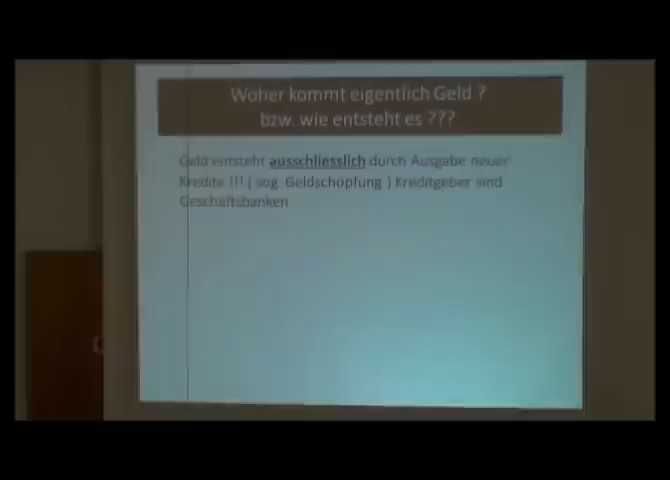 Woher kommt eigentlich Geld ?
bzw. wie entsteht es ???
Geld entsteht ausschliesslich durch Ausgabe neuer
Kredite !!! ( sog. Geldschöpfung ) Kreditgeber sind
Geschäftsbanken